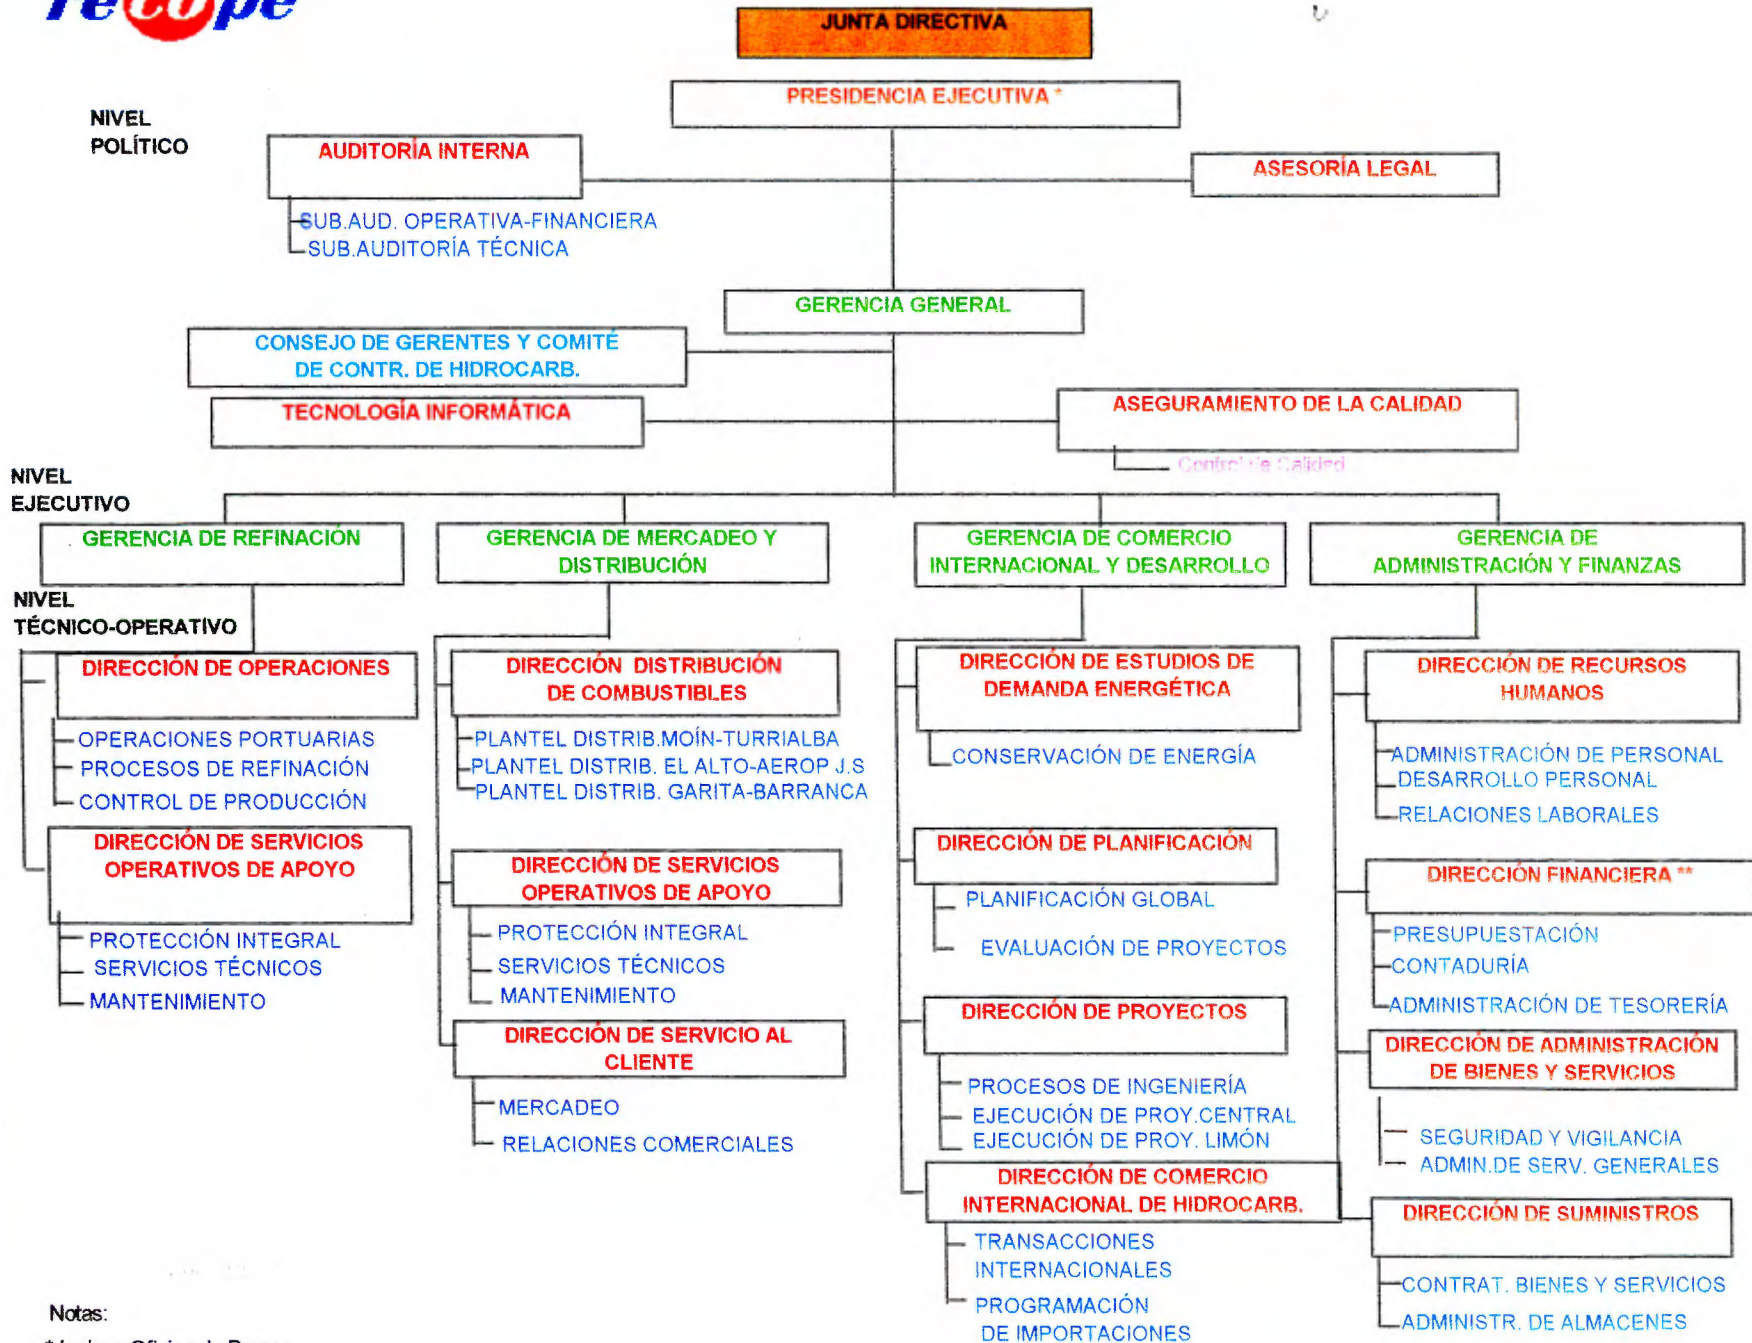 recope
JUNTA DIRECTIVA
PRESIDENCIA EJECUTIVA *
NIVEL
POLÍTICO
AUDITORÍA INTERNA
ASESORÍA LEGAL
SUB.AUD. OPERATIVA-FINANCIERA
SUB.AUDITORÍA TÉCNICA
GERENCIA GENERAL
CONSEJO DE GERENTES Y COMITÉ
DE CONTR. DE HIDROCARB.
TECNOLOGÍA INFORMÁTICA
ASEGURAMIENTO DE LA CALIDAD
Control de Calidad
NIVEL
EJECUTIVO
GERENCIA DE REFINACIÓN
GERENCIA DE MERCADEO Y
DISTRIBUCIÓN
GERENCIA DE COMERCIO
INTERNACIONAL Y DESARROLLO
GERENCIA DE
ADMINISTRACIÓN Y FINANZAS
NIVEL
TÉCNICO-OPERATIVO
DIRECCIÓN DE OPERACIONES
OPERACIONES PORTUARIAS
PROCESOS DE REFINACIÓN
CONTROL DE PRODUCCIÓN
DIRECCIÓN DE SERVICIOS
OPERATIVOS DE APOYO
PROTECCIÓN INTEGRAL
SERVICIOS TÉCNICOS
MANTENIMIENTO
DIRECCIÓN DISTRIBUCIÓN
DE COMBUSTIBLES
PLANTEL DISTRIB.MOÍN-TURRIALBA
PLANTEL DISTRIB. EL ALTO-AEROP J.S
PLANTEL DISTRIB. GARITA-BARRANCA
DIRECCIÓN DE SERVICIOS
OPERATIVOS DE APOYO
PROTECCIÓN INTEGRAL
SERVICIOS TÉCNICOS
MANTENIMIENTO
DIRECCIÓN DE SERVICIO AL
CLIENTE
MERCADEO
RELACIONES COMERCIALES
DIRECCIÓN DE ESTUDIOS DE
DEMANDA ENERGÉTICA
CONSERVACIÓN DE ENERGÍA
DIRECCIÓN DE PLANIFICACIÓN
PLANIFICACIÓN GLOBAL
EVALUACIÓN DE PROYECTOS
DIRECCIÓN DE PROYECTOS
PROCESOS DE INGENIERÍA
EJECUCIÓN DE PROY.CENTRAL
EJECUCIÓN DE PROY. LIMÓN
DIRECCIÓN DE COMERCIO
INTERNACIONAL DE HIDROCARB.
TRANSACCIONES
INTERNACIONALES
PROGRAMACIÓN
DE IMPORTACIONES
DIRECCIÓN DE RECURSOS
HUMANOS
ADMINISTRACIÓN DE PERSONAL
DESARROLLO PERSONAL
RELACIONES LABORALES
DIRECCIÓN FINANCIERA **
PRESUPUESTACIÓN
CONTADURÍA
ADMINISTRACIÓN DE TESORERÍA
DIRECCIÓN DE ADMINISTRACIÓN
DE BIENES Y SERVICIOS
SEGURIDAD Y VIGILANCIA
ADMIN.DE SERV. GENERALES
DIRECCIÓN DE SUMINISTROS
CONTRAT. BIENES Y SERVICIOS
ADMINISTR. DE ALMACENES
Notas: